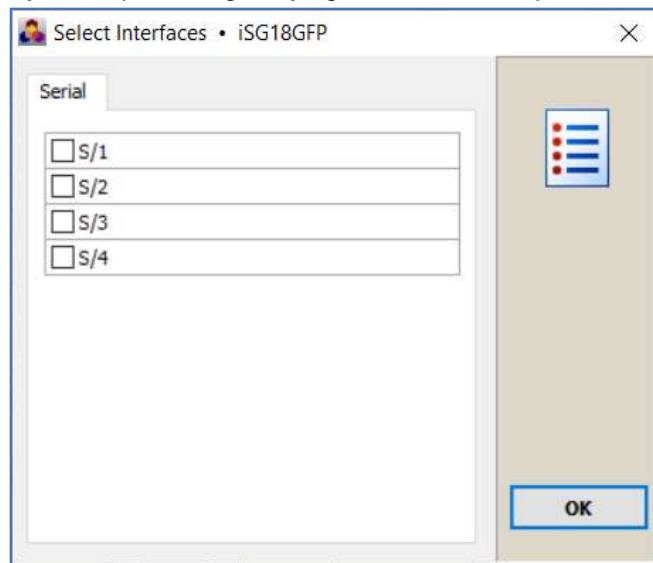 Select Interfaces • iSG18GFP
Serial
S/1
S/2
S/3
S/4
OK